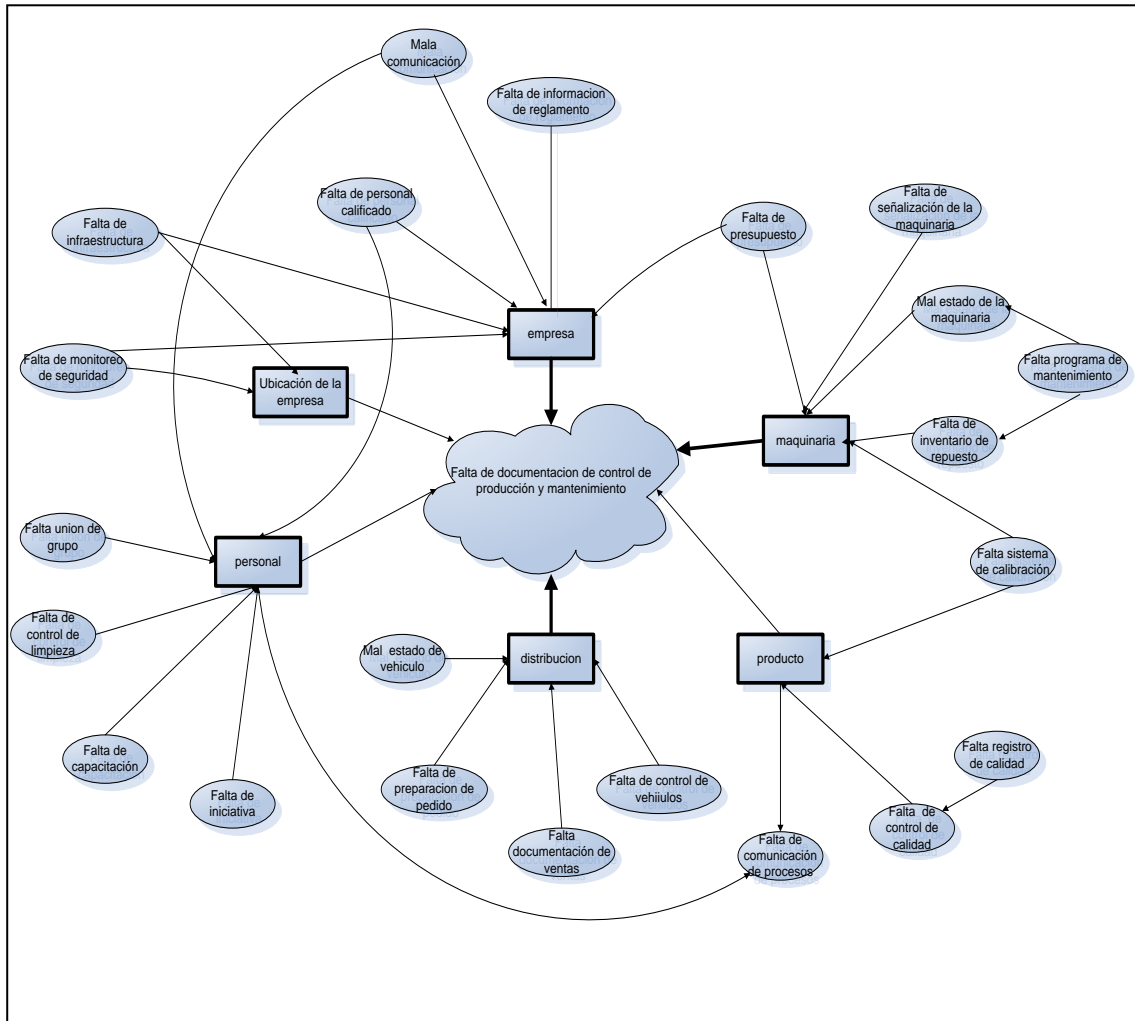 Mala
comunicación
Falta de informacion
de reglamento
Falta de personal
calificado
Falta de
señalización de la
maquinaria
Falta de
infraestructura
Falta de
presupuesto
Mal estado de la
maquinaria
empresa
Falta de monitoreo
de seguridad
Ubicación de la
empresa
Falta programa de
mantenimiento
maquinaria
Falta de
inventario de
repuesto
Falta de documentacion de control de
producción y mantenimiento
Falta union de
grupo
personal
Falta sistema
de calibración
Falta de
control de
limpieza
Mal estado de
vehiculo
distribucion
producto
Falta de
capacitación
Falta de
iniciativa
Falta de
preparacion de
pedido
Falta de control de
vehiiulos
Falta registro
de calidad
Falta
documentación de
ventas
Falta de
comunicación
de procesos
Falta de
control de
calidad